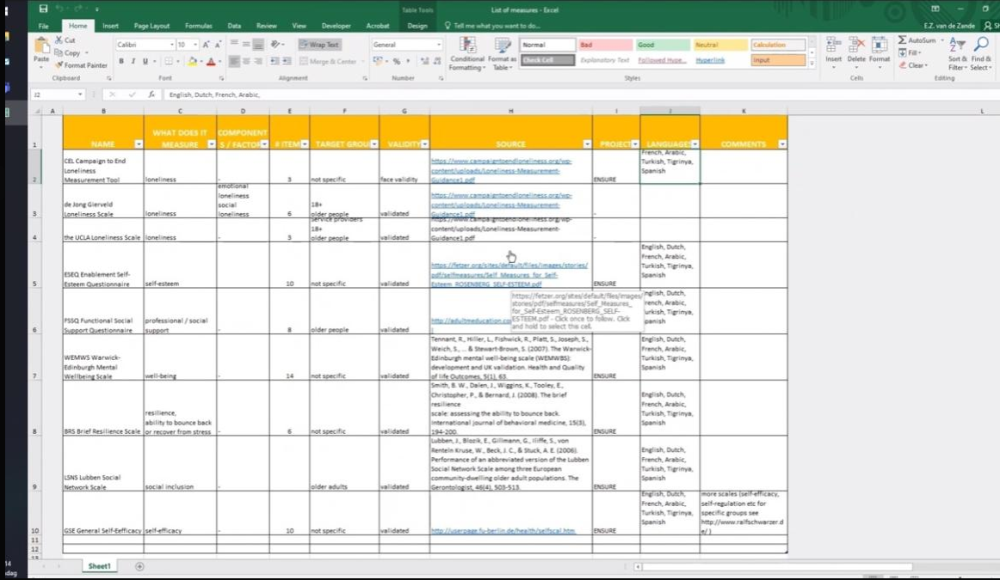 Table Tools
List of measures - Excel
File Home Insert Page Layout Formulas Data Review View Developer Acrobat Design Tell me what you want to do...
E.Z. van de Zande
Cut
Copy
Format Painter
Paste
Clipboard
Calibri 10
B I U
Font
Wrap Text
Merge & Center
Alignment
General
Number
Conditional Formatting
Format as Table
Normal Bad Good Neutral Calculation
Check Cell Explanatory Text Followed Hype... Hyperlink Input
Styles
Insert Delete Format
Cells
AutoSum
Fill
Clear
Sort & Filter
Find & Select
Editing
J2 English, Dutch, French, Arabic,
A B C D E F G H I J K L
1 NAME
WHAT DOES IT MEASURE
COMPONENT S / FACTOR
# ITEM
TARGET GROU
VALIDITY
SOURCE
PROJECT
LANGUAGES
COMMENTS
2
CEL Campaign to End
Loneliness
Measurement Tool
loneliness
-
3
not specific
face validity
https://www.campaigntoendloneliness.org/wp-
content/uploads/Loneliness-Measurement-
Guidance1.pdf
ENSURE
French, Arabic,
Turkish, Tigrinya,
Spanish
3
de Jong Gierveld
Loneliness Scale
loneliness
emotional
loneliness
social
loneliness
6
18+
older people
validated
https://www.campaigntoendloneliness.org/wp-
content/uploads/Loneliness-Measurement-
Guidance1.pdf
-
4
the UCLA Loneliness Scale
loneliness
-
3
service providers
18+
older people
validated
https://www.campaigntoendloneliness.org/wp-
content/uploads/Loneliness-Measurement-
Guidance1.pdf
-
5
ESEQ Enablement Self-
Esteem Questionnaire
self-esteem
10
not specific
validated
https://fetzer.org/sites/default/files/images/stories/
pdf/selfmeasures/Self_Measures_for_Self-
Esteem_ROSENBERG_SELF-ESTEEM.pdf
ENSURE
English, Dutch,
French, Arabic,
Turkish, Tigrinya,
Spanish
https://fetzer.org/sites/default/files/images/
stories/pdf/selfmeasures/Self_Measures_
for_Self-Esteem_ROSENBERG_SELF-
ESTEEM.pdf - Click once to follow. Click
and hold to select this cell.
6
FSSQ Functional Social
Support Questionnaire
professional / social
support
-
8
older people
validated
http://adultmeducation.co
nglish, Dutch,
rench, Arabic,
urkish, Tigrinya,
panish
7
WEMWS Warwick-
Edinburgh Mental
Wellbeing Scale
well-being
-
14
not specific
validated
Tennant, R., Hiller, L., Fishwick, R., Platt, S., Joseph, S.,
Weich, S., ... & Stewart-Brown, S. (2007). The Warwick-
Edinburgh mental well-being scale (WEMWBS):
development and UK validation. Health and Quality
of life Outcomes, 5(1), 63.
ENSURE
English, Dutch,
French, Arabic,
Turkish, Tigrinya,
Spanish
8
BRS Brief Resilience Scale
resilience,
ability to bounce back
or recover from stress
-
6
not specific
validated
Smith, B. W., Dalen, J., Wiggins, K., Tooley, E.,
Christopher, P., & Bernard, J. (2008). The brief
resilience
scale: assessing the ability to bounce back.
International journal of behavioral medicine, 15(3),
194-200.
ENSURE
English, Dutch,
French, Arabic,
Turkish, Tigrinya,
Spanish
9
LSNS Lubben Social
Network Scale
social inclusion
-
older adults
validated
Lubben, J., Blozik, E., Gillmann, G., Iliffe, S., von
Renteln Kruse, W., Beck, J. C., & Stuck, A. E. (2006).
Performance of an abbreviated version of the Lubben
Social Network Scale among three European
community-dwelling older adult populations. The
Gerontologist, 46(4), 503-513.
ENSURE
English, Dutch,
French, Arabic,
Turkish, Tigrinya,
Spanish
10
GSE General Self-Eefficacy
self-efficacy
10
not specific
validated
http://userpage.fu-berlin.de/health/selfscal.htm
ENSURE
English, Dutch,
French, Arabic,
Turkish, Tigrinya,
Spanish
more scales (self-efficacy,
self-regulation etc for
specific groups see
http://www.ralfschwarzer.d
e/ )
11
12
13
Sheet1
14
dag